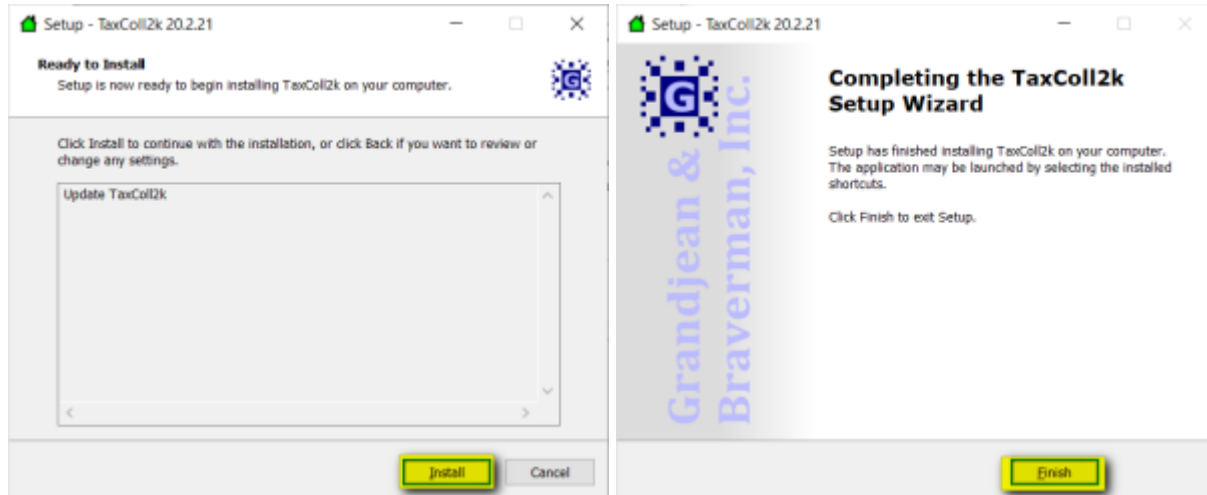 Setup - TaxColl2k 20.2.21
Ready to Install
Setup is now ready to begin installing TaxColl2k on your computer.
G
Click Install to continue with the installation, or click Back if you want to review or
change any settings.
Update TaxColl2k
Install
Cancel
Setup - TaxColl2k 20.2.21
G
Grandjean &
Braverman, Inc.
Completing the TaxColl2k
Setup Wizard
Setup has finished installing TaxColl2k on your computer.
The application may be launched by selecting the installed
shortcuts.
Click Finish to exit Setup.
Finish